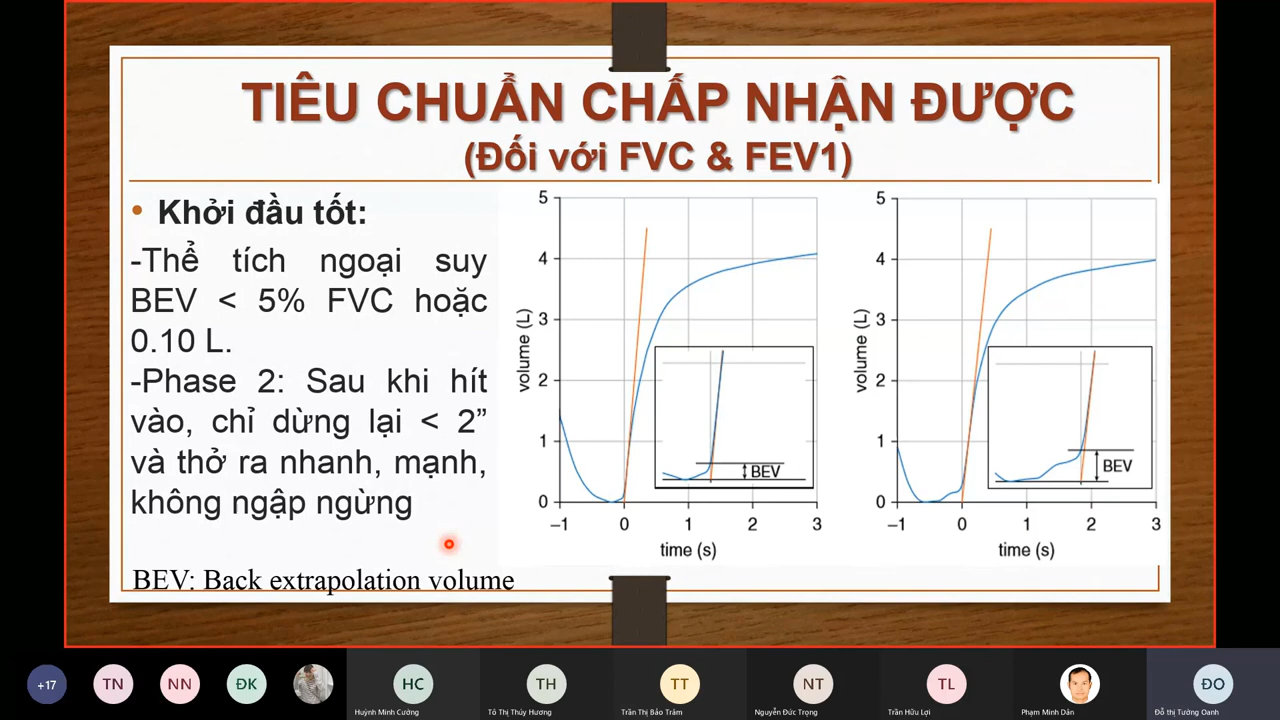 TIÊU CHUẨN CHẤP NHẬN ĐƯỢC
(Đối với FVC & FEV1)
• Khởi đầu tốt:
-Thể tích ngoại suy
BEV < 5% FVC hoặc
0.10 L.
-Phase 2: Sau khi hít
vào, chỉ dừng lại < 2”
và thở ra nhanh, mạnh,
không ngập ngừng
BEV: Back extrapolation volume
5
4
3
2
1
0
volume (L)
–1 0 1 2 3
time (s)
BEV
5
4
3
2
1
0
volume (L)
–1 0 1 2 3
time (s)
BEV
+17
TN
NN
ĐK
HC
Huỳnh Minh Cường
TH
Tô Thị Thúy Hương
TT
Trần Thị Bảo Trâm
NT
Nguyễn Đức Trọng
TL
Trần Hữu Lợi
Phạm Minh Dân
ĐO
Đỗ thị Tường Oanh